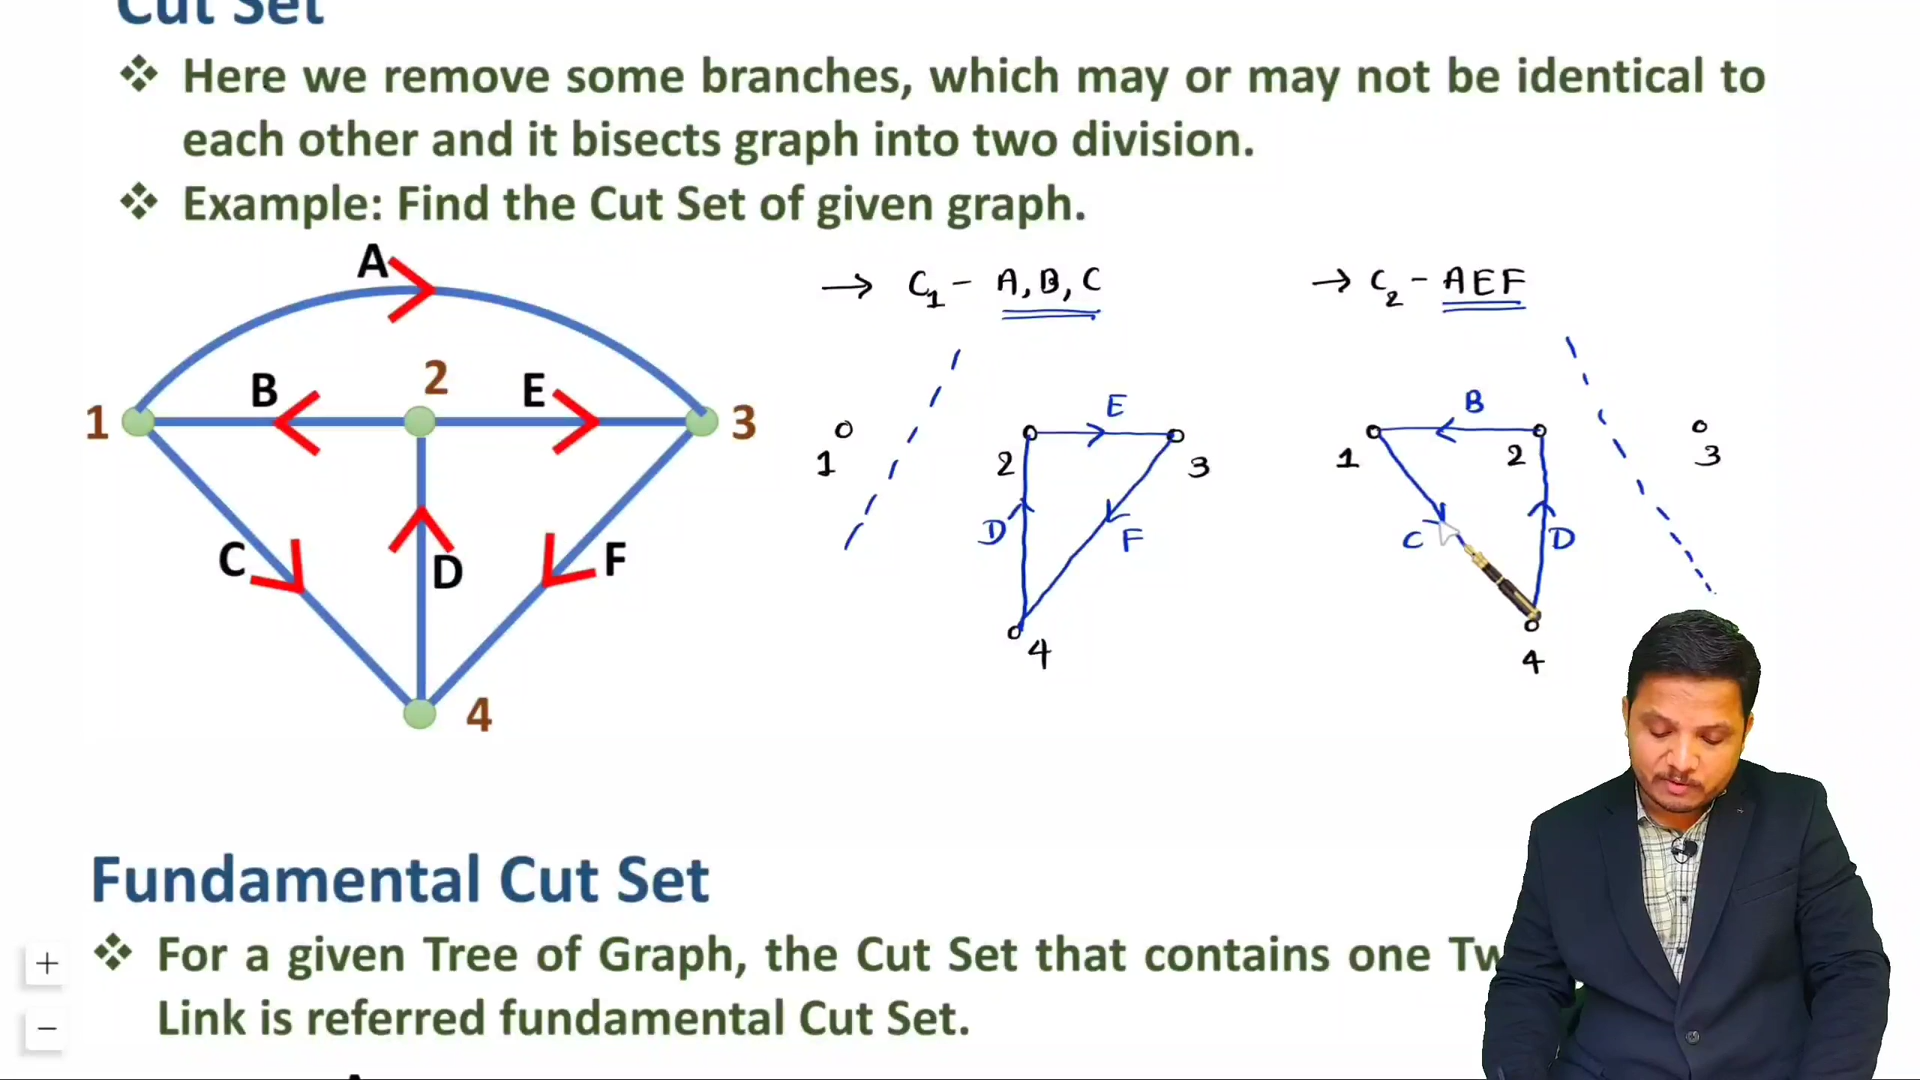 Cut Set
❖ Here we remove some branches, which may or may not be identical to
each other and it bisects graph into two division.
❖ Example: Find the Cut Set of given graph.
A
B
2
E
1
3
C
D
F
4
→ C1 - A, B, C
1
E
2
3
D
F
4
→ C2 - AEF
B
1
2
3
C
D
4
Fundamental Cut Set
❖ For a given Tree of Graph, the Cut Set that contains one
Link is referred fundamental Cut Set.
+
−